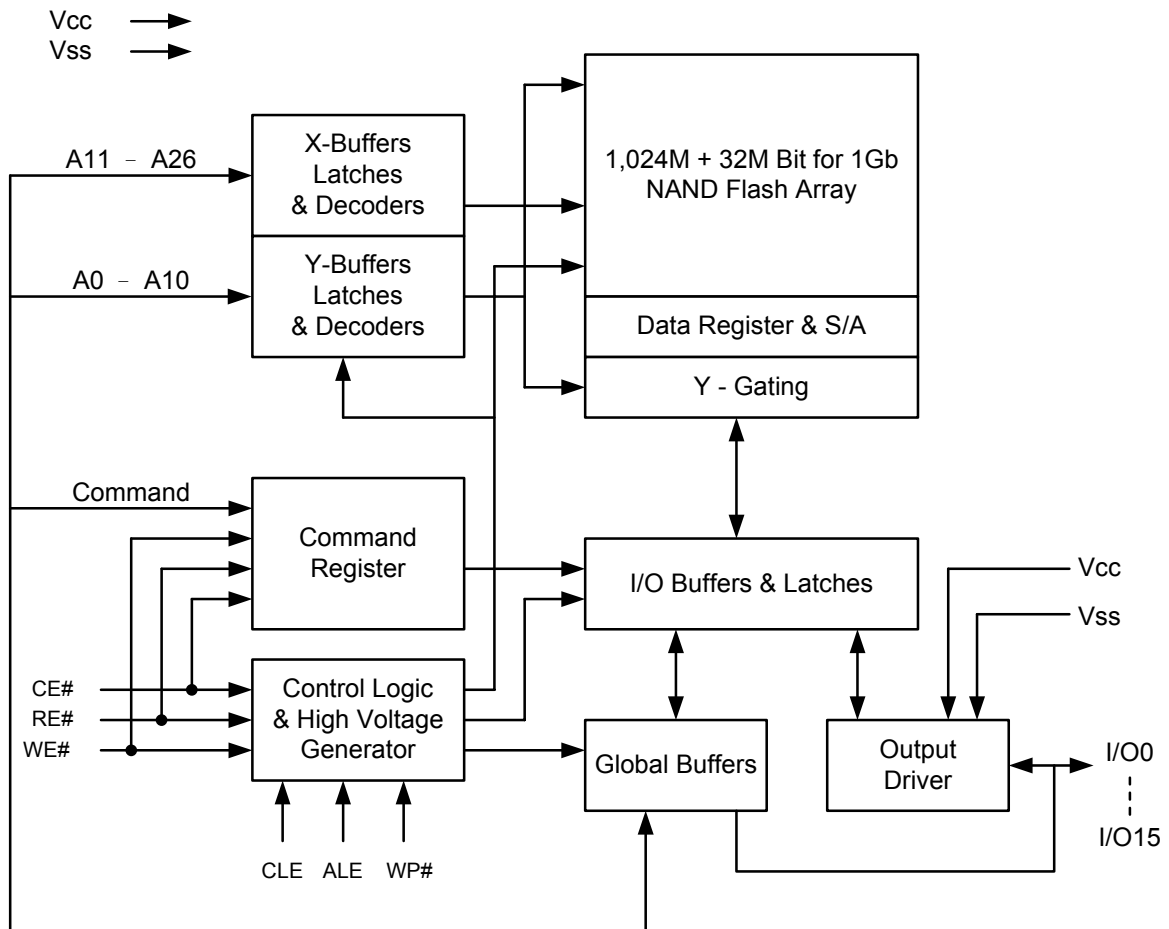 Vcc
Vss
A11 – A26
X-Buffers
Latches
& Decoders
1,024M + 32M Bit for 1Gb
NAND Flash Array
A0 – A10
Y-Buffers
Latches
& Decoders
Data Register & S/A
Y - Gating
Command
Command
Register
I/O Buffers & Latches
Vcc
Vss
CE#
RE#
WE#
Control Logic
& High Voltage
Generator
Global Buffers
Output
Driver
I/O0
I/O15
CLE
ALE
WP#